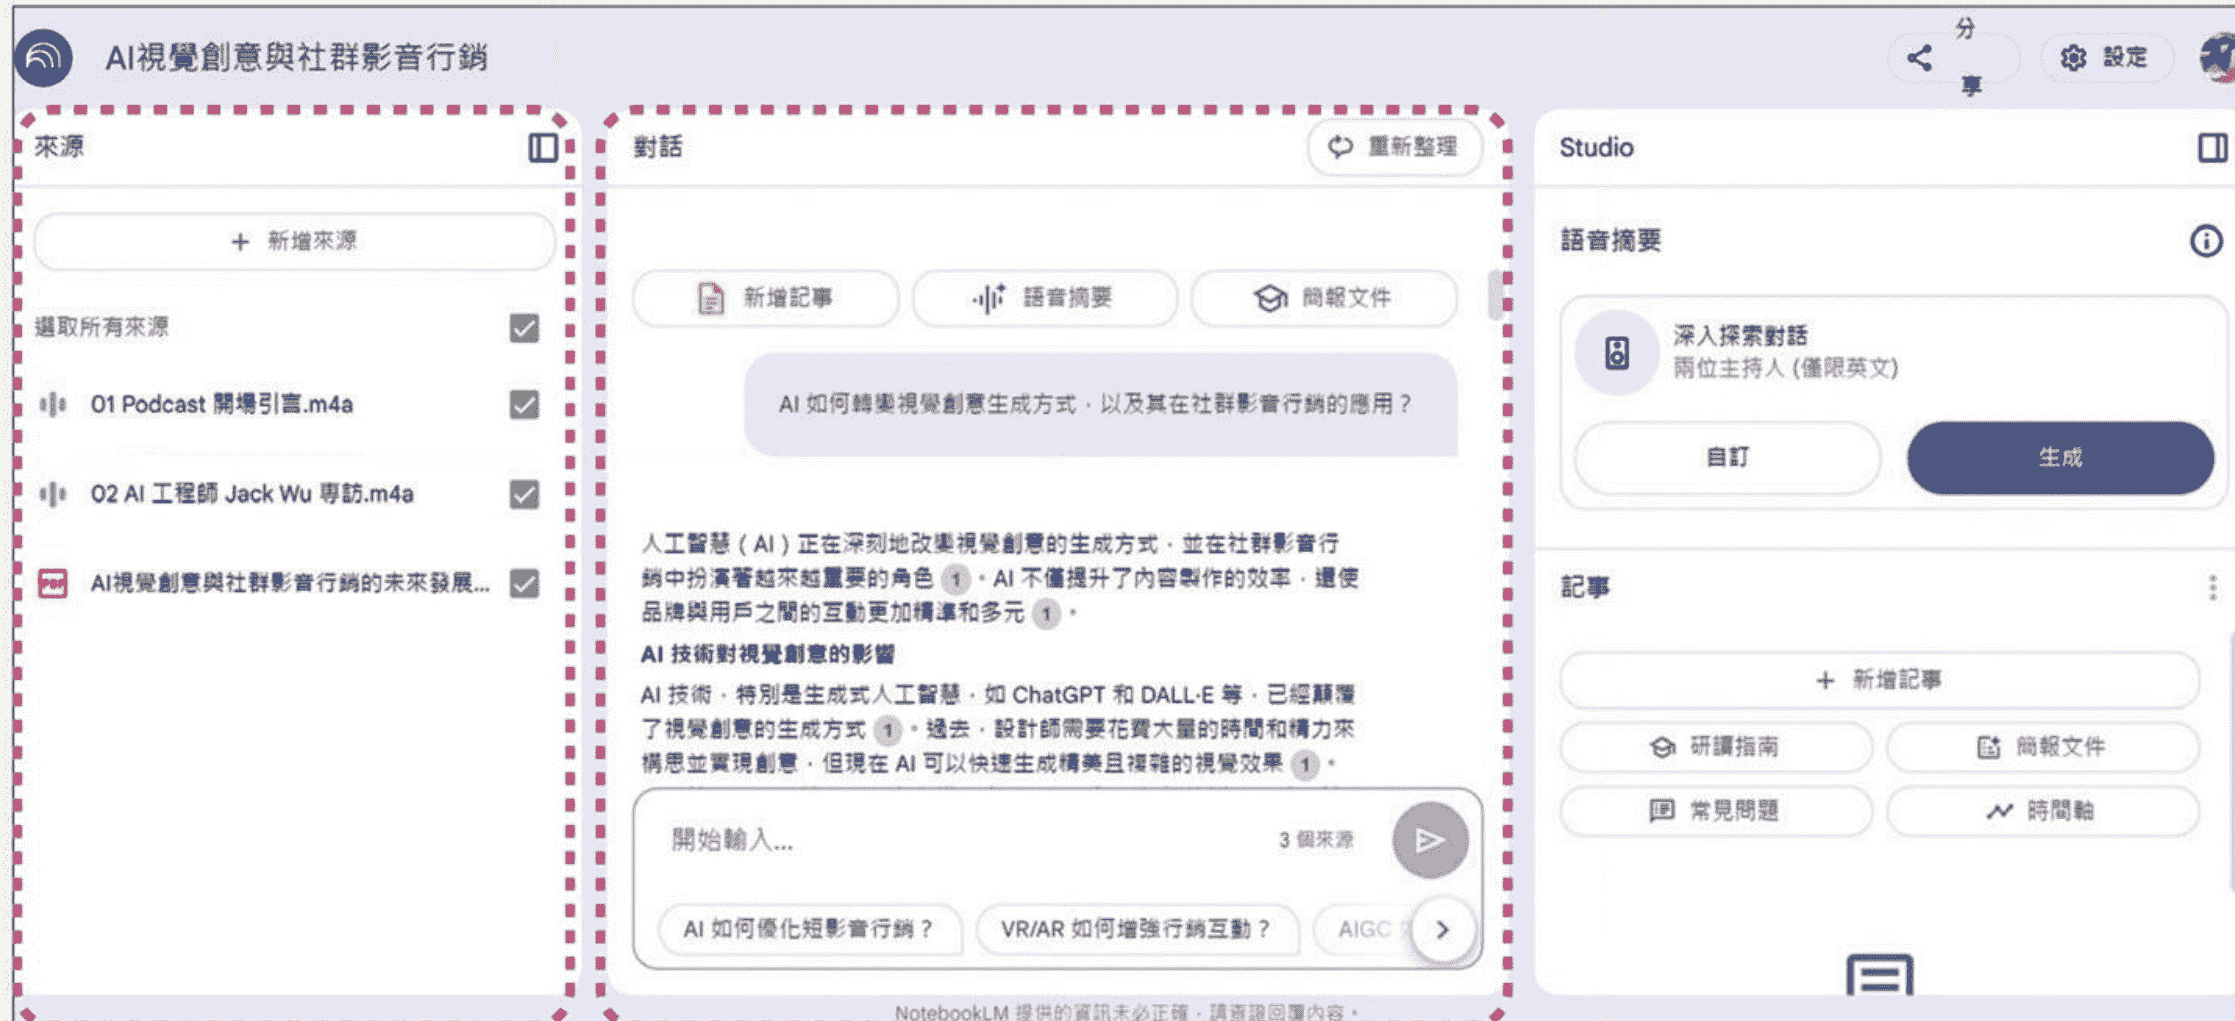 AI視覺創意與社群影音行銷
分享
設定
來源
新增來源
選取所有來源
01 Podcast 開場引言.m4a
02 AI 工程師 Jack Wu 專訪.m4a
PDF
AI視覺創意與社群影音行銷的未來發展...
對話
重新整理
新增記事
語音摘要
簡報文件
AI 如何轉變視覺創意生成方式，以及其在社群影音行銷的應用？
人工智慧（AI）正在深刻地改變視覺創意的生成方式，並在社群影音行
銷中扮演著越來越重要的角色 1 。AI 不僅提升了內容製作的效率，還使
品牌與用戶之間的互動更加精準和多元 1 。
AI 技術對視覺創意的影響
AI 技術，特別是生成式人工智慧，如 ChatGPT 和 DALL·E 等，已經顛覆
了視覺創意的生成方式 1 。過去，設計師需要花費大量的時間和精力來
構思並實現創意，但現在 AI 可以快速生成精美且複雜的視覺效果 1 。
開始輸入...
3 個來源
AI 如何優化短影音行銷？
VR/AR 如何增強行銷互動？
AIGC
NotebookLM 提供的資訊未必正確，請查證回覆內容。
Studio
語音摘要
深入探索對話
兩位主持人 (僅限英文)
自訂
生成
記事
新增記事
研讀指南
簡報文件
常見問題
時間軸